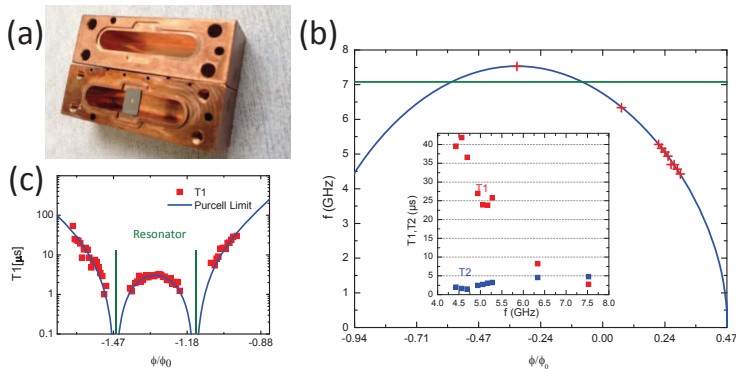 (a)
(b)
8
7
6
5
4
3
2
1
0
f (GHz)
-0.94
-0.71
-0.47
-0.24
0.00
0.24
0.47
ϕ/ϕ₀
40
35
30
25
20
15
10
5
0
T1,T2 (µs)
T1
T2
4.0
4.5
5.0
5.5
6.0
6.5
7.0
7.5
8.0
f (GHz)
(c)
T1
Purcell Limit
Resonator
100
10
1
0.1
T1[µs]
-1.47
-1.18
-0.88
ϕ/ϕ0